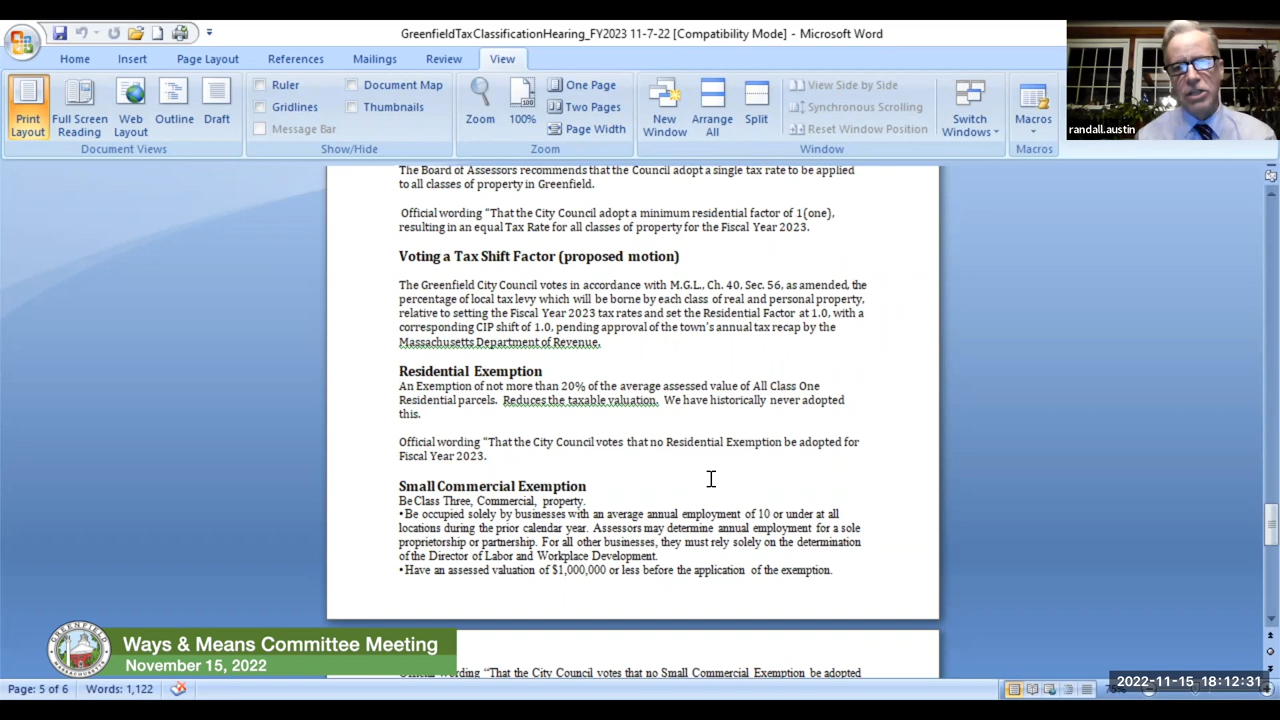 GreenfieldTaxClassificationHearing_FY2023 11-7-22 [Compatibility Mode] - Microsoft Word
Home Insert Page Layout References Mailings Review View
Print Layout
Full Screen Reading
Web Layout
Outline
Draft
Document Views
Ruler
Gridlines
Message Bar
Document Map
Thumbnails
Show/Hide
Zoom
100%
One Page
Two Pages
Page Width
Zoom
New Window
Arrange All
Split
View Side by Side
Synchronous Scrolling
Reset Window Position
Switch Windows
Window
Macros
Macros
randall.austin
The Board of Assessors recommends that the Council adopt a single tax rate to be applied
to all classes of property in Greenfield.
Official wording “That the City Council adopt a minimum residential factor of 1(one),
resulting in an equal Tax Rate for all classes of property for the Fiscal Year 2023.
Voting a Tax Shift Factor (proposed motion)
The Greenfield City Council votes in accordance with M.G.L., Ch. 40, Sec. 56, as amended, the
percentage of local tax levy which will be borne by each class of real and personal property,
relative to setting the Fiscal Year 2023 tax rates and set the Residential Factor at 1.0, with a
corresponding CIP shift of 1.0, pending approval of the town's annual tax recap by the
Massachusetts Department of Revenue.
Residential Exemption
An Exemption of not more than 20% of the average assessed value of All Class One
Residential parcels. Reduces the taxable valuation. We have historically never adopted
this.
Official wording “That the City Council votes that no Residential Exemption be adopted for
Fiscal Year 2023.
Small Commercial Exemption
Be Class Three, Commercial, property.
•Be occupied solely by businesses with an average annual employment of 10 or under at all
locations during the prior calendar year. Assessors may determine annual employment for a sole
proprietorship or partnership. For all other businesses, they must rely solely on the determination
of the Director of Labor and Workplace Development.
•Have an assessed valuation of $1,000,000 or less before the application of the exemption.
Official wording “That the City Council votes that no Small Commercial Exemption be adopted
GREENFIELD
MASSACHUSETTS
Ways & Means Committee Meeting
November 15, 2022
Page: 5 of 6 Words: 1,122
2022-11-15 18:12:31